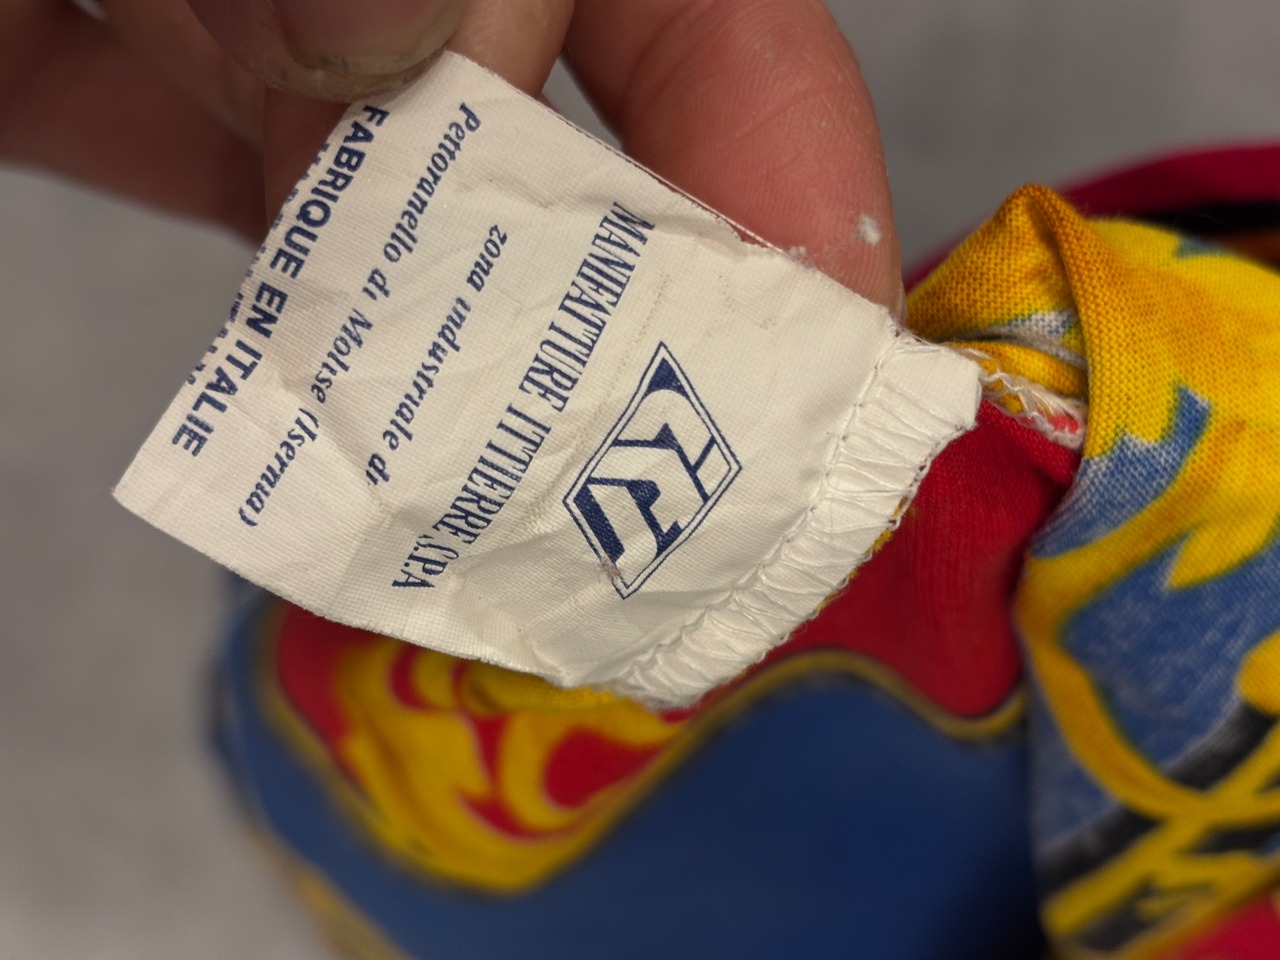 MANIFATTURE ITTIERRE S.P.A
zona industriale di
Pettoranello di Molise (Isernia)
FABRIQUE EN ITALIE